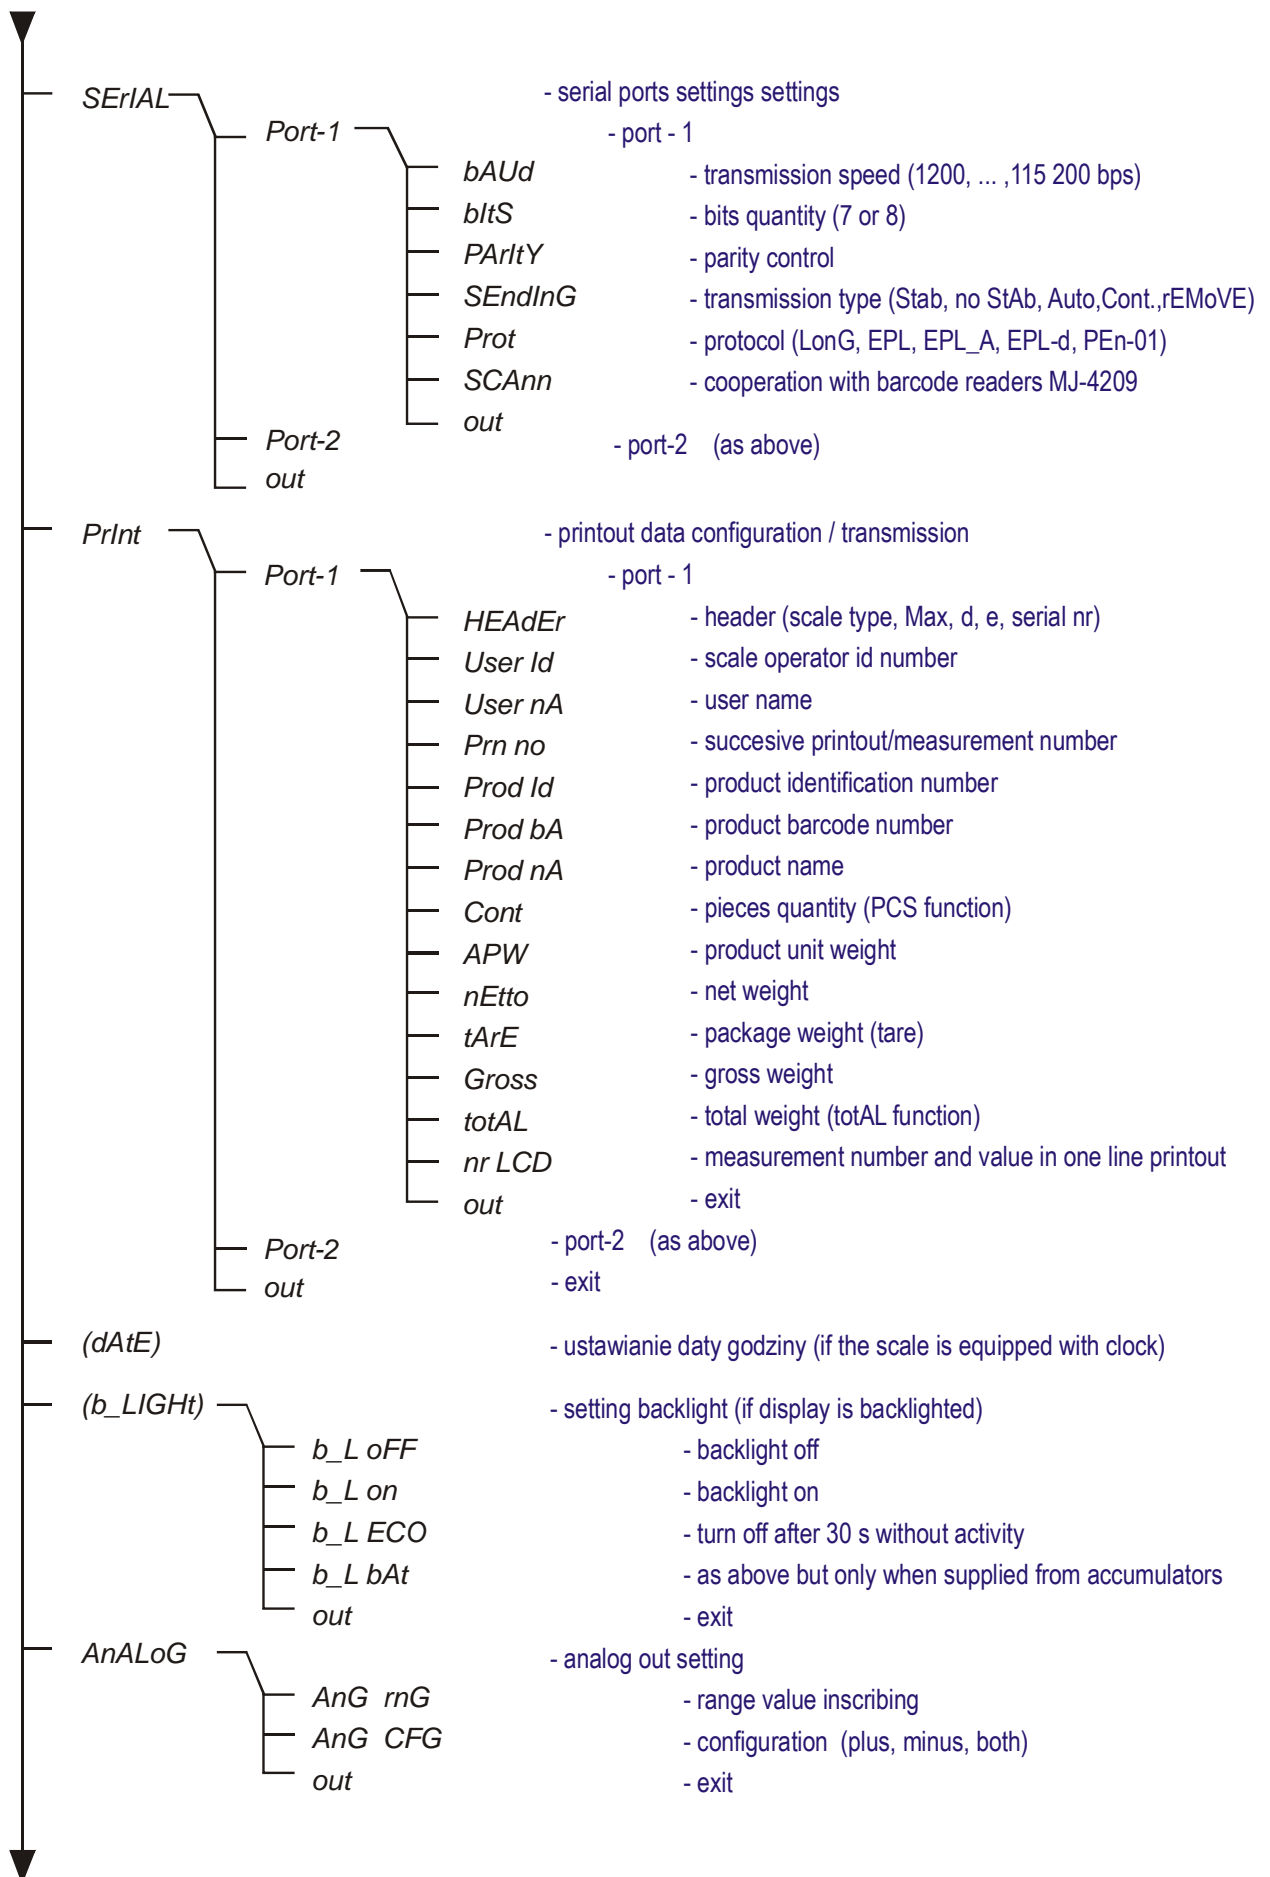 SErIAL - serial ports settings settings
Port-1 - port - 1
bAUd - transmission speed (1200, ... ,115 200 bps)
bItS - bits quantity (7 or 8)
PArItY - parity control
SEndInG - transmission type (Stab, no StAb, Auto,Cont.,rEMoVE)
Prot - protocol (LonG, EPL, EPL_A, EPL-d, PEn-01)
SCAnn - cooperation with barcode readers MJ-4209
out
Port-2 - port-2 (as above)
out
PrInt - printout data configuration / transmission
Port-1 - port - 1
HEAdEr - header (scale type, Max, d, e, serial nr)
User Id - scale operator id number
User nA - user name
Prn no - succesive printout/measurement number
Prod Id - product identification number
Prod bA - product barcode number
Prod nA - product name
Cont - pieces quantity (PCS function)
APW - product unit weight
nEtto - net weight
tArE - package weight (tare)
Gross - gross weight
totAL - total weight (totAL function)
nr LCD - measurement number and value in one line printout
out - exit
Port-2 - port-2 (as above)
out - exit
(dAtE) - ustawianie daty godziny (if the scale is equipped with clock)
(b_LIGHt) - setting backlight (if display is backlighted)
b_L oFF - backlight off
b_L on - backlight on
b_L ECO - turn off after 30 s without activity
b_L bAt - as above but only when supplied from accumulators
out - exit
AnALoG - analog out setting
AnG rnG - range value inscribing
AnG CFG - configuration (plus, minus, both)
out - exit